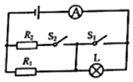 A
R₂ S₂ S₁
R₁ L